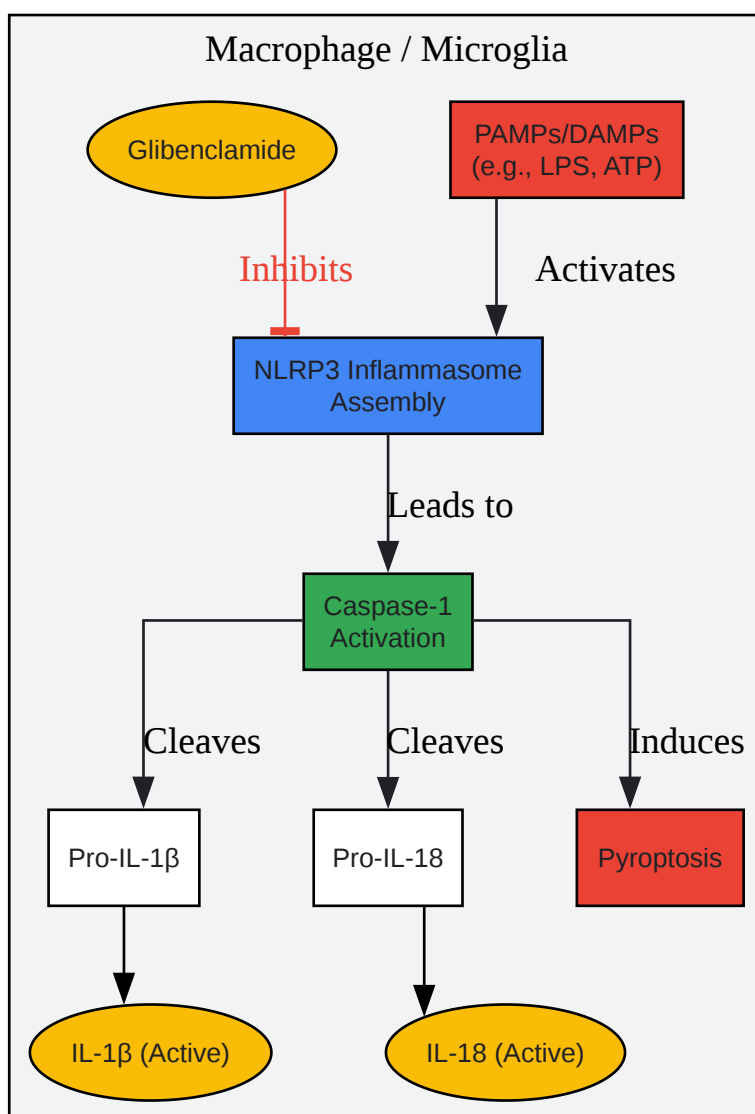 Macrophage / Microglia
Glibenclamide
PAMPs/DAMPs
(e.g., LPS, ATP)
Inhibits
Activates
NLRP3 Inflammasome
Assembly
Leads to
Caspase-1
Activation
Cleaves
Cleaves
Induces
Pro-IL-1β
Pro-IL-18
Pyroptosis
IL-1β (Active)
IL-18 (Active)